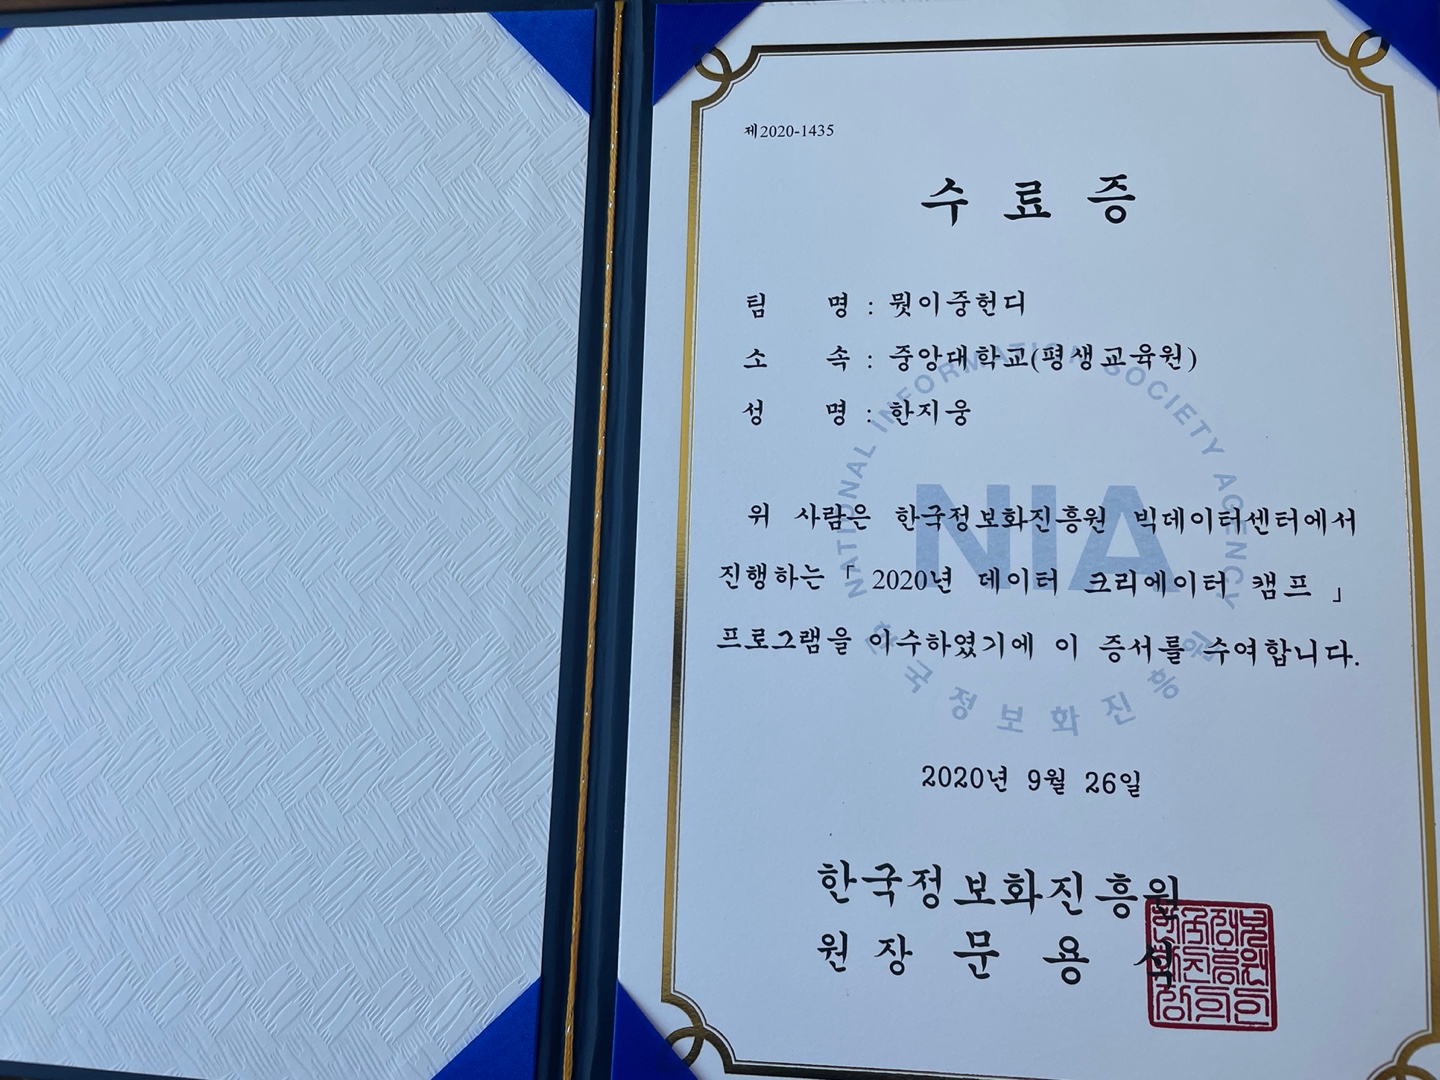 제2020-1435
수료증
팀 명 : 뭣이중헌디
소 속 : 중앙대학교(평생교육원)
성 명 : 한지웅
위 사람은 한국정보화진흥원 빅데이터센터에서
진행하는 「 2020년 데이터 크리에이터 캠프 」
프로그램을 이수하였기에 이 증서를 수여합니다.
NATIONAL INFORMATION SOCIETY AGENCY
NIA
한국정보화진흥원
2020년 9월 26일
한국정보화진흥원
원장 문용식